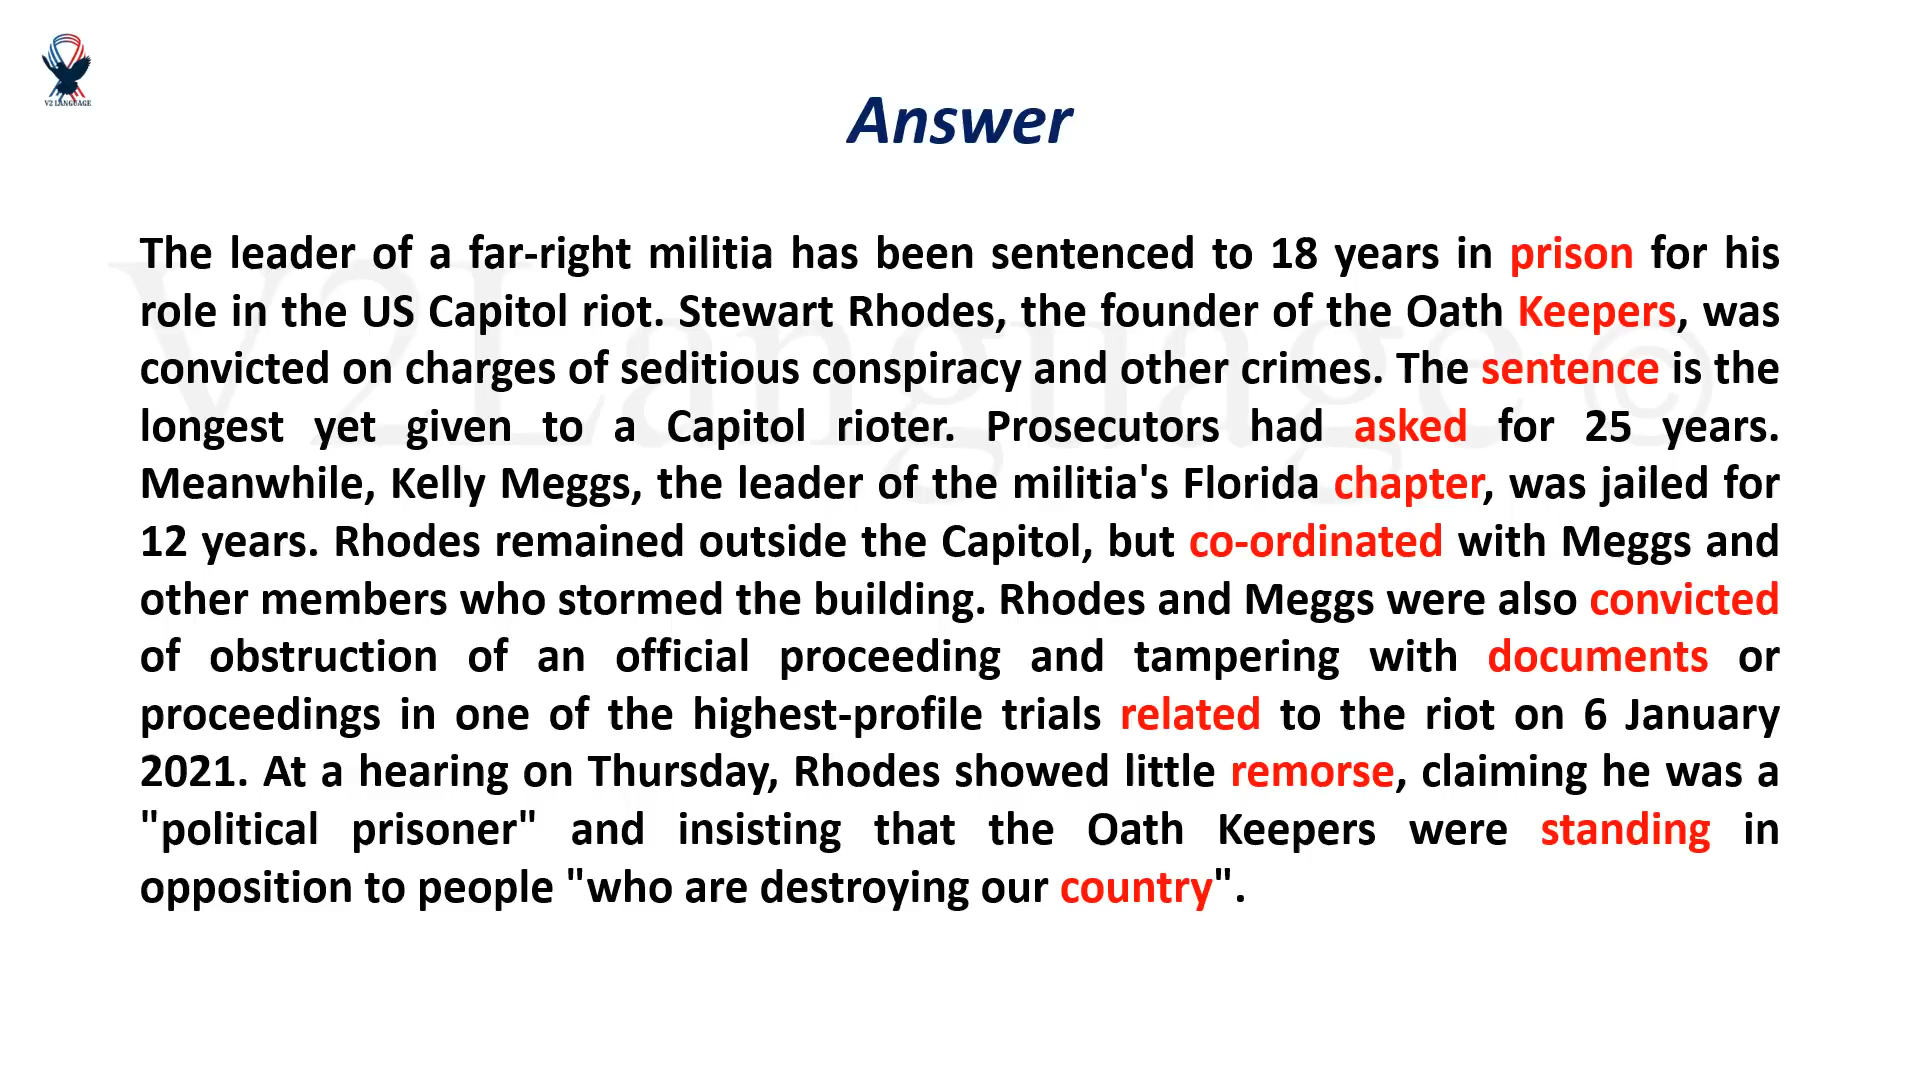 V2 LANGUAGE
Answer
The leader of a far-right militia has been sentenced to 18 years in prison for his
role in the US Capitol riot. Stewart Rhodes, the founder of the Oath Keepers, was
convicted on charges of seditious conspiracy and other crimes. The sentence is the
longest yet given to a Capitol rioter. Prosecutors had asked for 25 years.
Meanwhile, Kelly Meggs, the leader of the militia's Florida chapter, was jailed for
12 years. Rhodes remained outside the Capitol, but co-ordinated with Meggs and
other members who stormed the building. Rhodes and Meggs were also convicted
of obstruction of an official proceeding and tampering with documents or
proceedings in one of the highest-profile trials related to the riot on 6 January
2021. At a hearing on Thursday, Rhodes showed little remorse, claiming he was a
"political prisoner" and insisting that the Oath Keepers were standing in
opposition to people "who are destroying our country".
V2Language ©